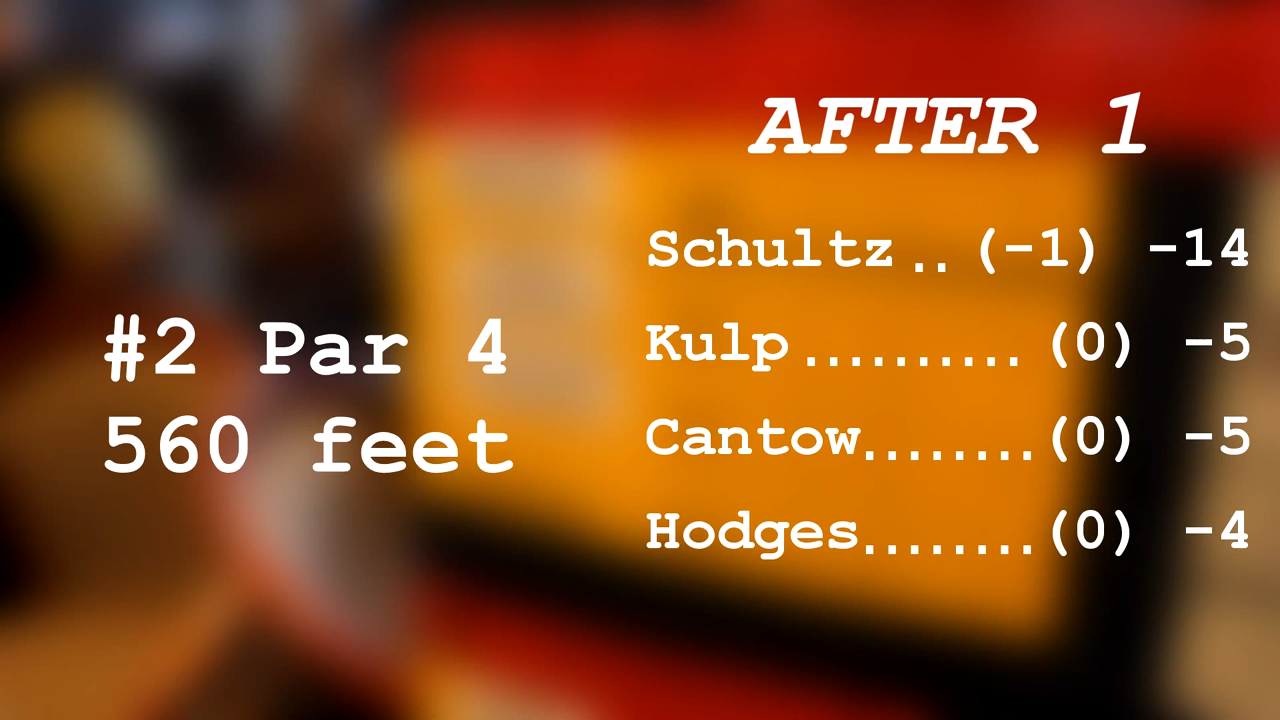 AFTER 1
Schultz..(-1) -14
Kulp..........(0) -5
Cantow........(0) -5
Hodges........(0) -4
#2 Par 4
560 feet